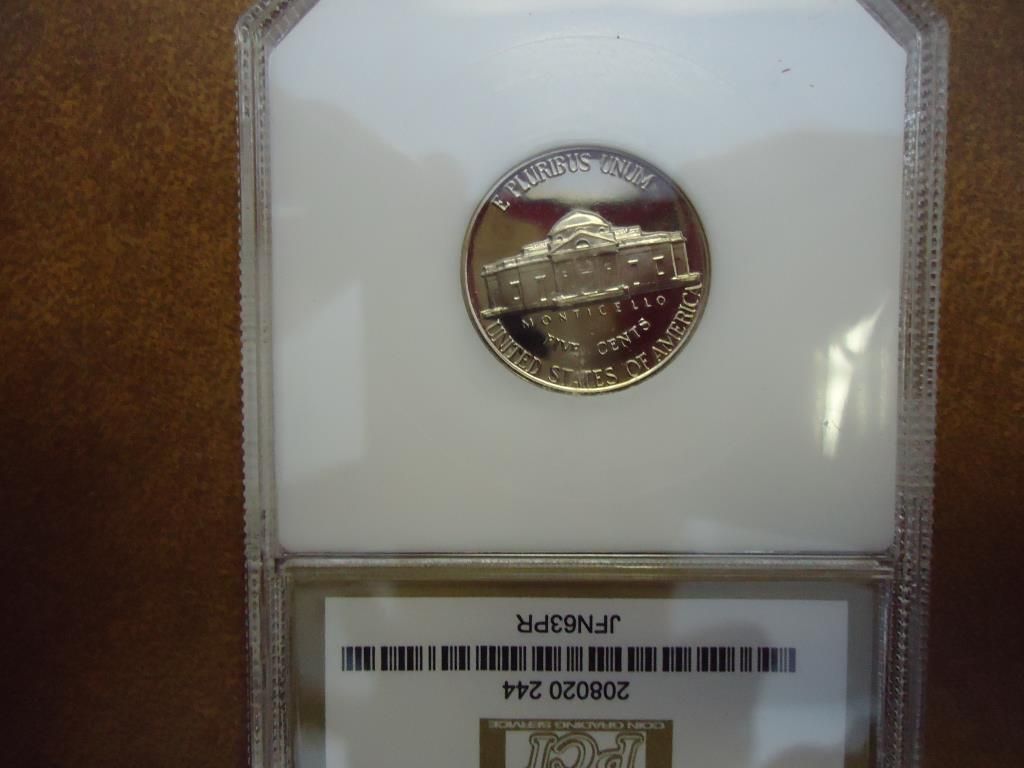 E PLURIBUS UNUM
MONTICELLO
FIVE CENTS
UNITED STATES OF AMERICA
PCI
COIN GRADING SERVICE
208020 244
JFN63PR